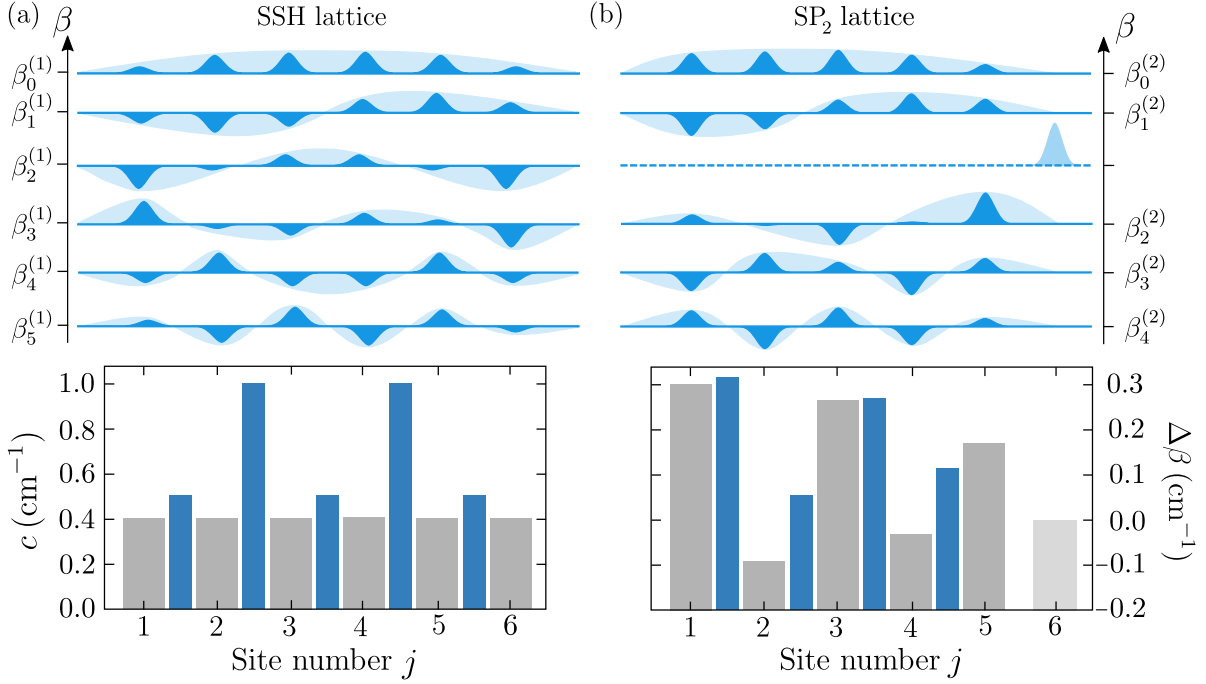 (a) β SSH lattice
β₀⁽¹⁾
β₁⁽¹⁾
β₂⁽¹⁾
β₃⁽¹⁾
β₄⁽¹⁾
β₅⁽¹⁾
(b) SP₂ lattice β
β₀⁽²⁾
β₁⁽²⁾
β₂⁽²⁾
β₃⁽²⁾
β₄⁽²⁾
c (cm⁻¹)
1.0
0.8
0.6
0.4
0.2
0.0
1 2 3 4 5 6
Site number j
1 2 3 4 5 6
Site number j
0.3
0.2
0.1
0.0
−0.1
−0.2
Δβ (cm⁻¹)